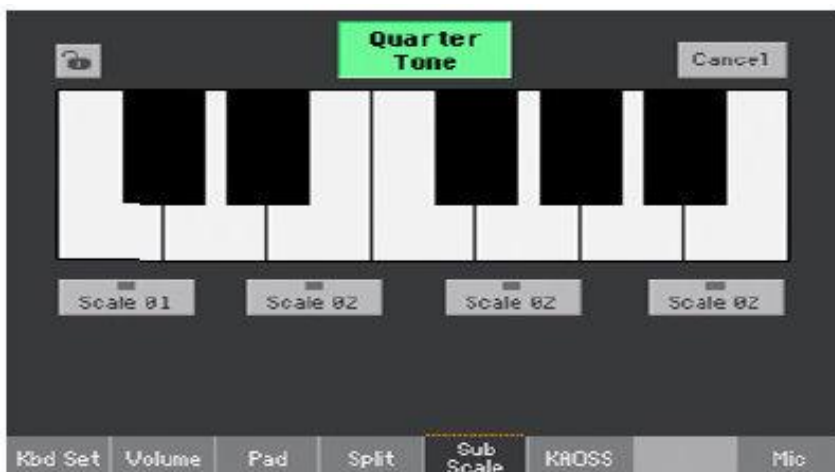 Quarter
Tone
Cancel
Scale 01
Scale 02
Scale 02
Scale 02
Kbd Set
Volume
Pad
Split
Sub
Scale
KAOSS
Mic